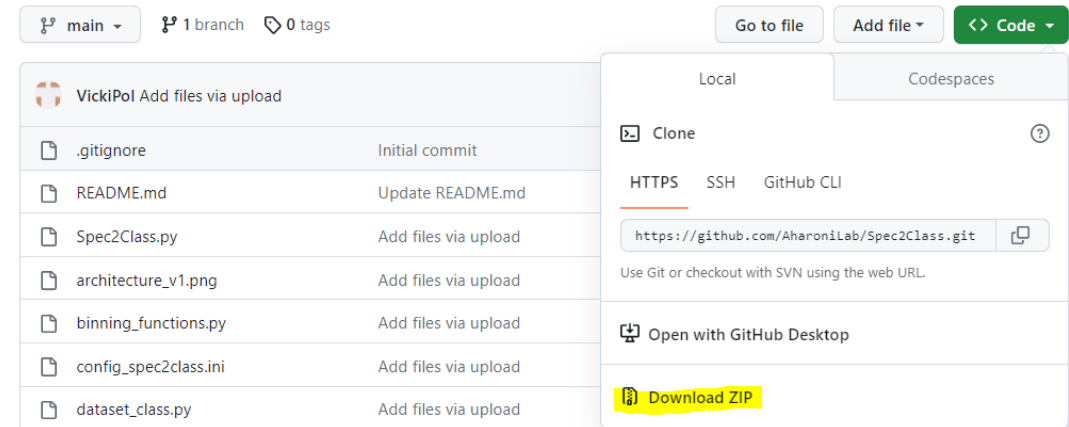 main 1 branch 0 tags Go to file Add file <> Code
VickiPol Add files via upload
.gitignore Initial commit
README.md Update README.md
Spec2Class.py Add files via upload
architecture_v1.png Add files via upload
binning_functions.py Add files via upload
config_spec2class.ini Add files via upload
dataset_class.py Add files via upload
Local Codespaces
Clone ?
HTTPS SSH GitHub CLI
https://github.com/AharoniLab/Spec2Class.git
Use Git or checkout with SVN using the web URL.
Open with GitHub Desktop
Download ZIP